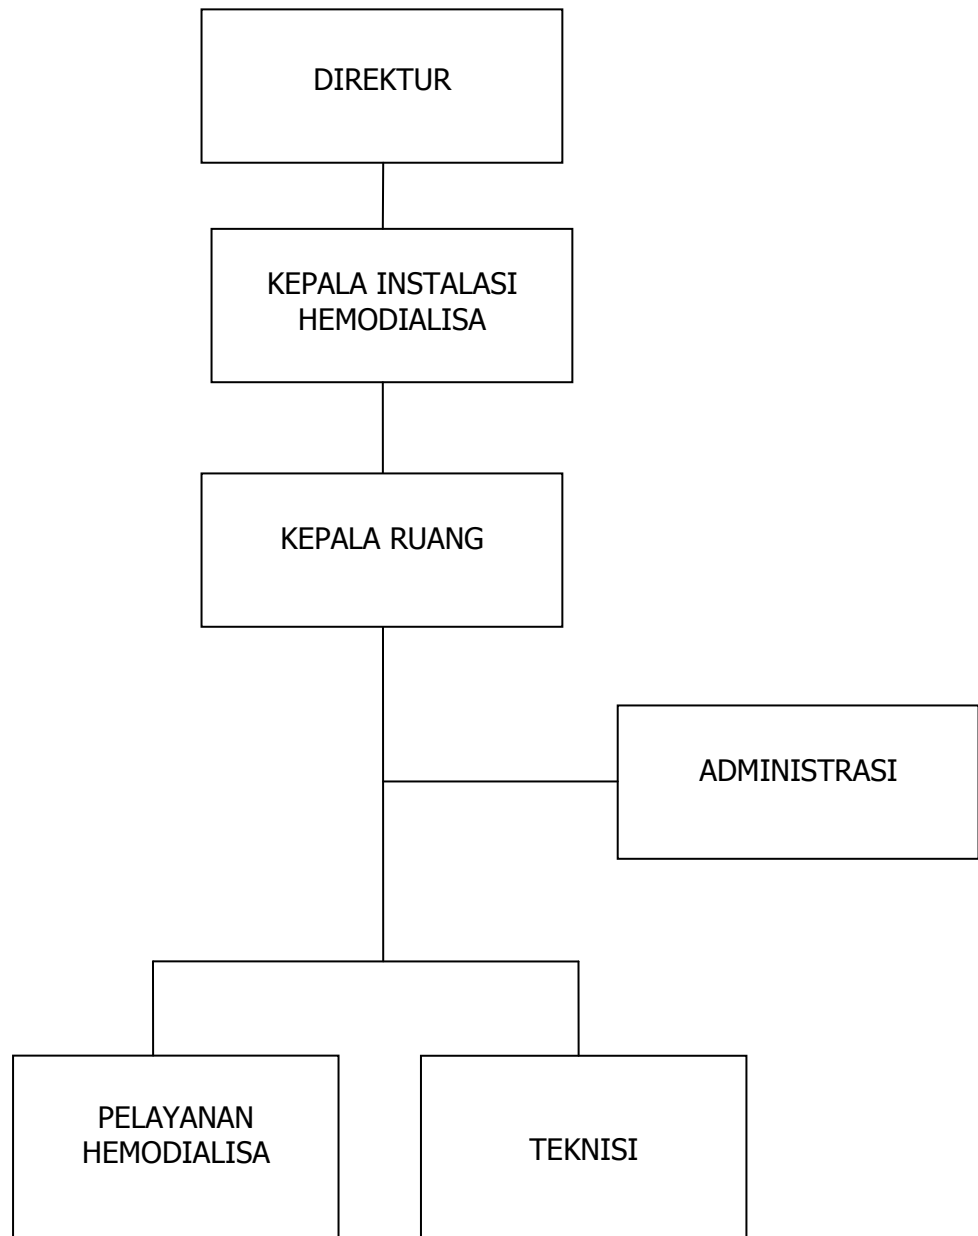 DIREKTUR
KEPALA INSTALASI
HEMODIALISA
KEPALA RUANG
ADMINISTRASI
PELAYANAN
HEMODIALISA
TEKNISI